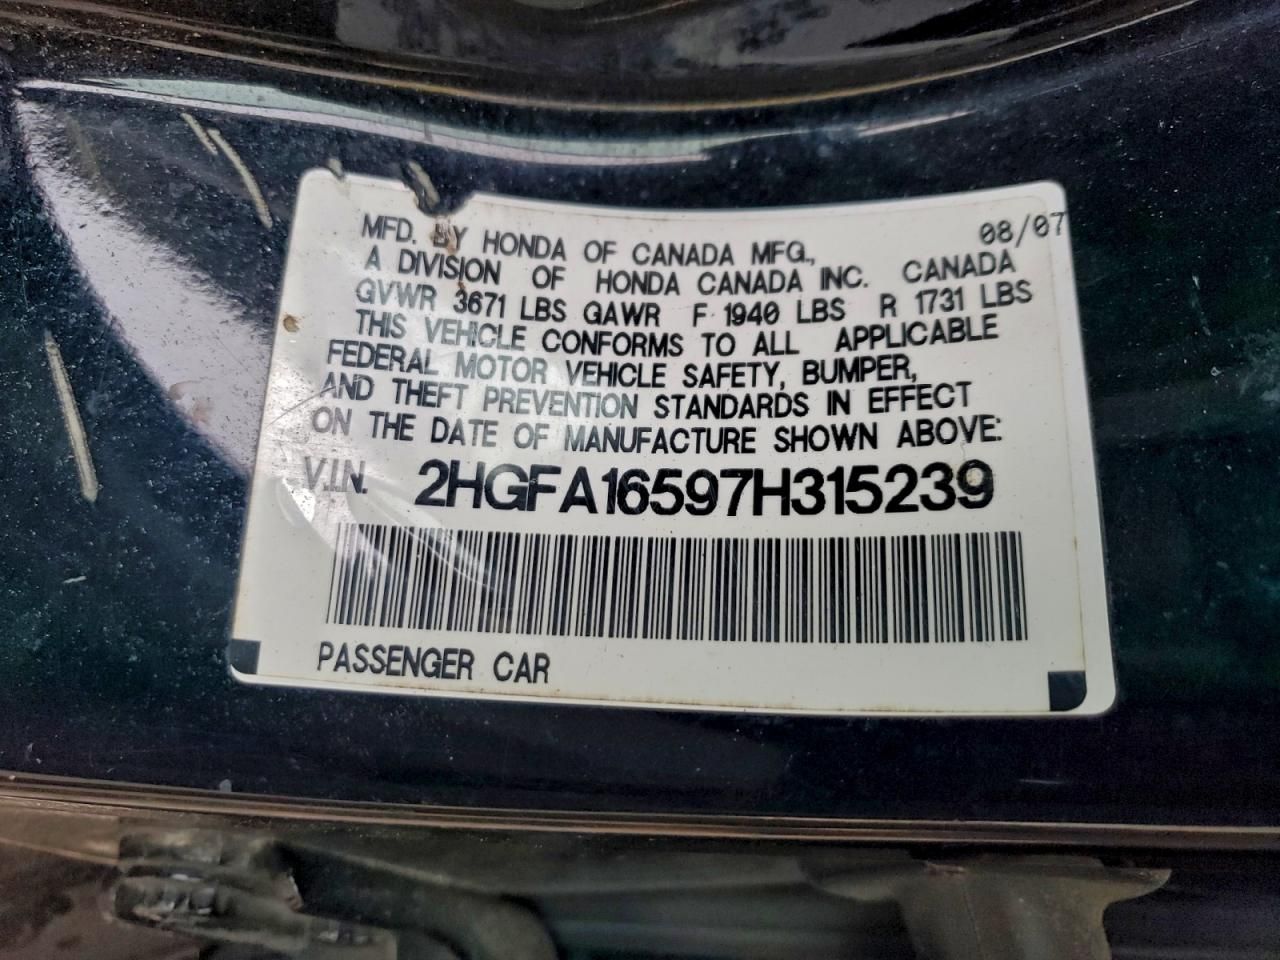 08/07
MFD. BY HONDA OF CANADA MFG.,
A DIVISION OF HONDA CANADA INC. CANADA
GVWR 3671 LBS GAWR F 1940 LBS R 1731 LBS
THIS VEHICLE CONFORMS TO ALL APPLICABLE
FEDERAL MOTOR VEHICLE SAFETY, BUMPER,
AND THEFT PREVENTION STANDARDS IN EFFECT
ON THE DATE OF MANUFACTURE SHOWN ABOVE:
V.I.N. 2HGFA16597H315239
PASSENGER CAR